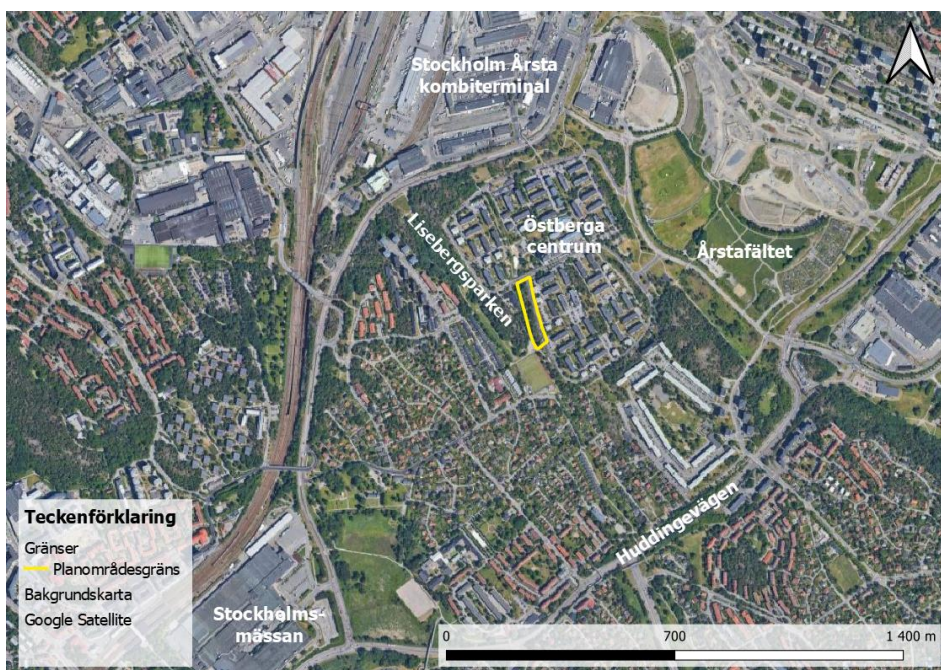 Stockholm Årsta
kombiterminal
Östberga
centrum
Årstafältet
Lisebergsparken
Huddingevägen
Teckenförklaring
Gränser
Planområdesgräns
Bakgrundskarta
Google Satellite
Stockholms-
mässan
0 700 1 400 m